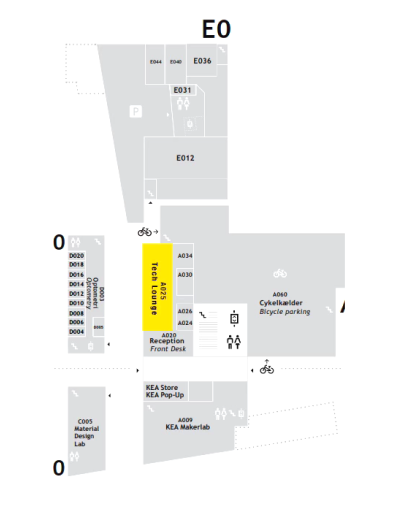 E0
E044
E040
E036
E031
P
E012
0
D020
D018
D016
D014
D012
D010
D008
D006
D004
D003
Optometri
Optometry
D005
A034
A030
A025
Tech Lounge
A026
A024
A020
Reception
Front Desk
A060
Cykelkælder
Bicycle parking
KEA Store
KEA Pop-Up
A009
KEA Makerlab
C005
Material
Design
Lab
0